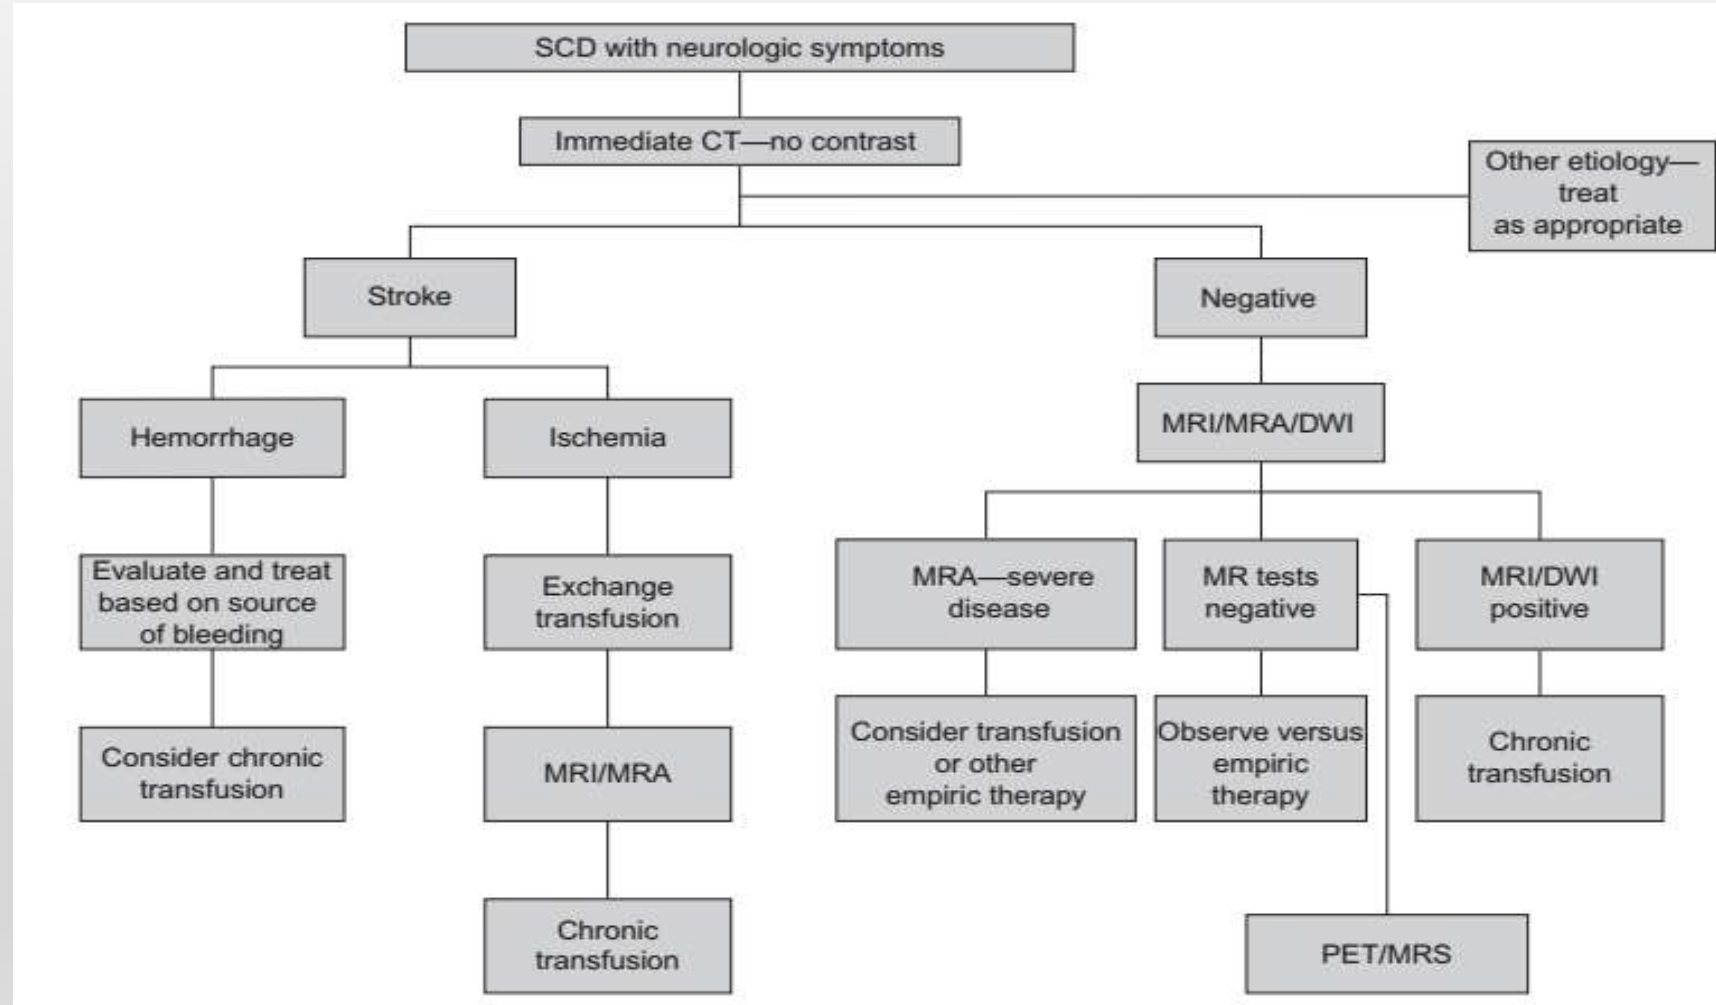 SCD with neurologic symptoms
Immediate CT—no contrast
Other etiology—
treat
as appropriate
Stroke
Negative
Hemorrhage
Ischemia
MRI/MRA/DWI
Evaluate and treat
based on source
of bleeding
Exchange
transfusion
MRA—severe
disease
MR tests
negative
MRI/DWI
positive
Consider chronic
transfusion
MRI/MRA
Consider transfusion
or other
empiric therapy
Observe versus
empiric
therapy
Chronic
transfusion
Chronic
transfusion
PET/MRS